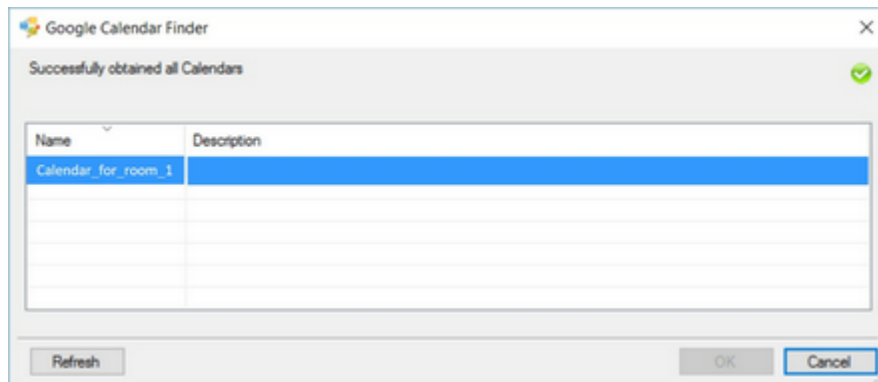 Google Calendar Finder
Successfully obtained all Calendars
Name Description
Calendar_for_room_1
Refresh OK Cancel